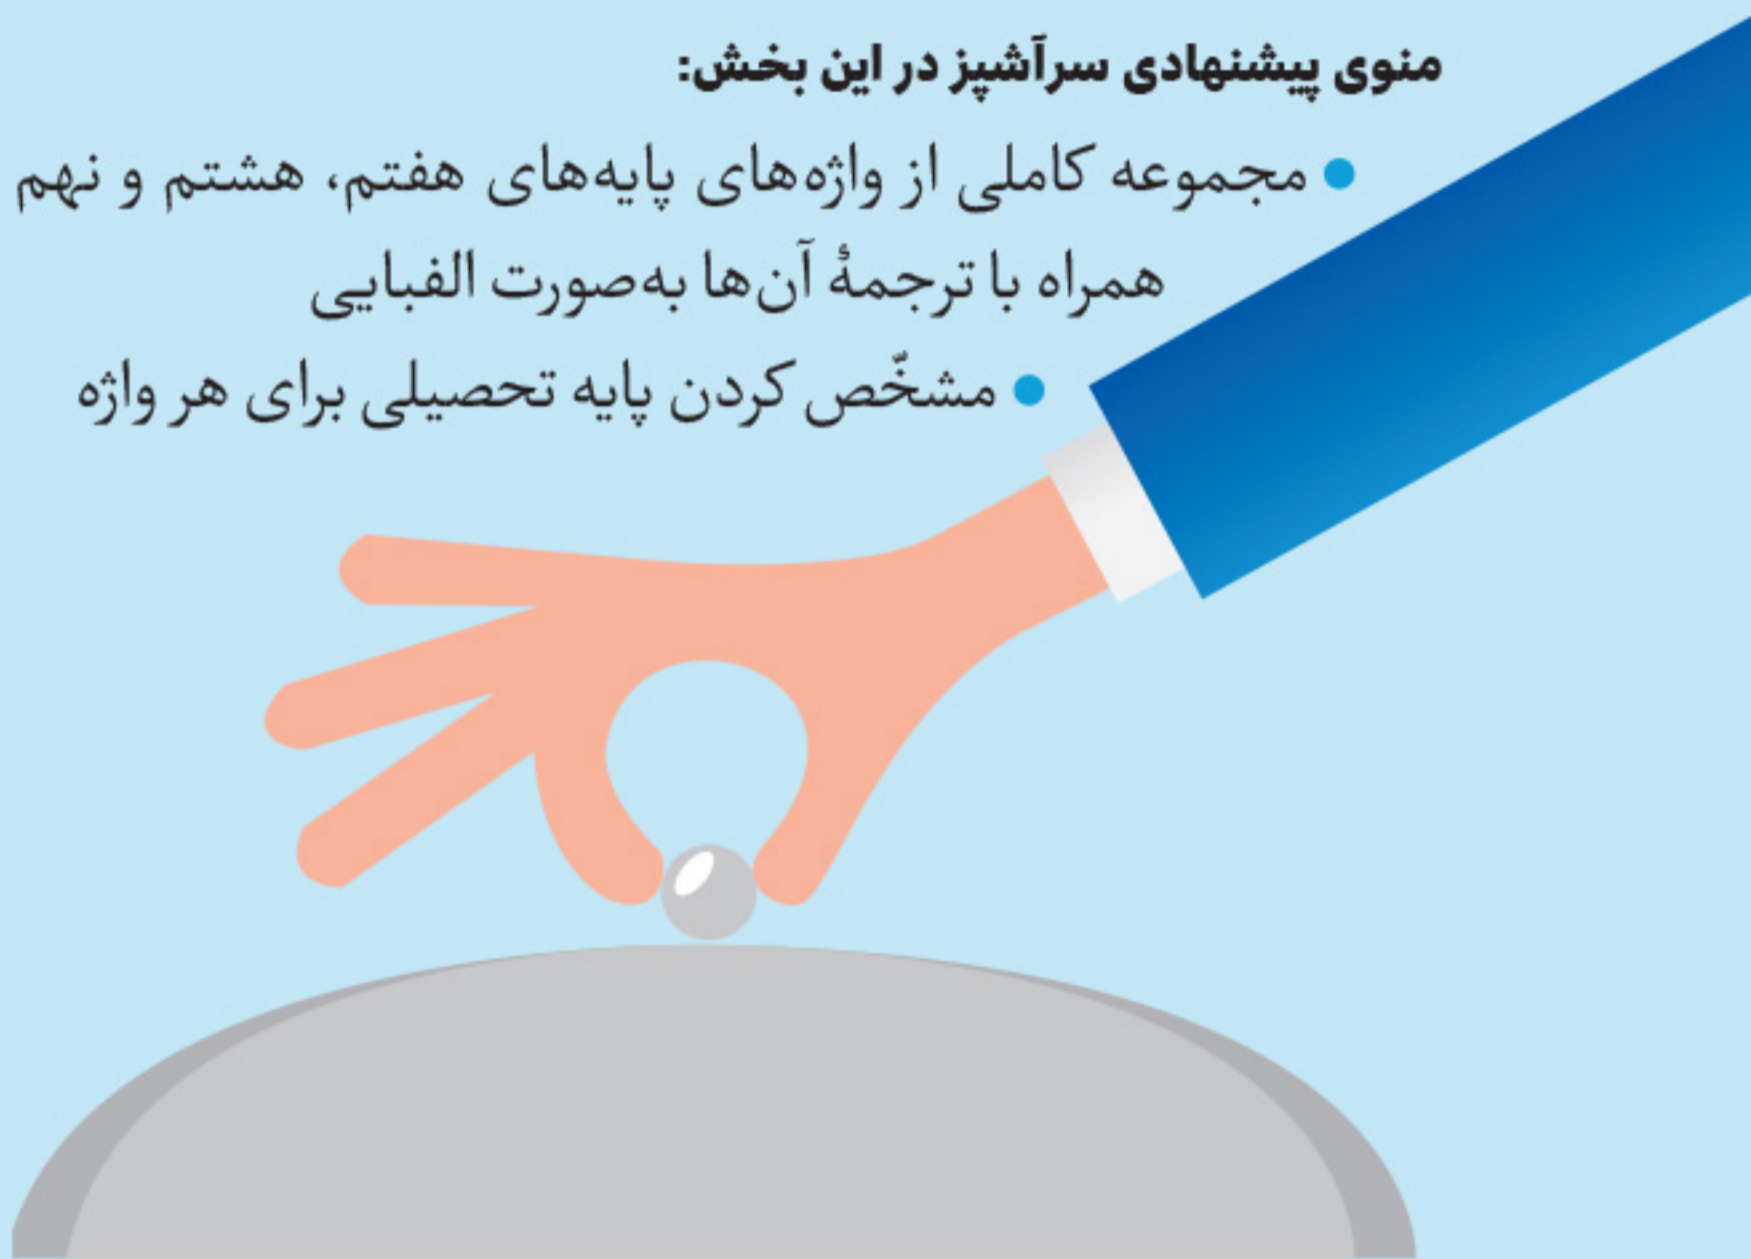 منوی پیشنهادی سرآشپز در این بخش:
● مجموعه کاملی از واژه‌های پایه‌های هفتم، هشتم و نهم
همراه با ترجمهٔ آن‌ها به‌صورت الفبایی
● مشخّص کردن پایه تحصیلی برای هر واژه